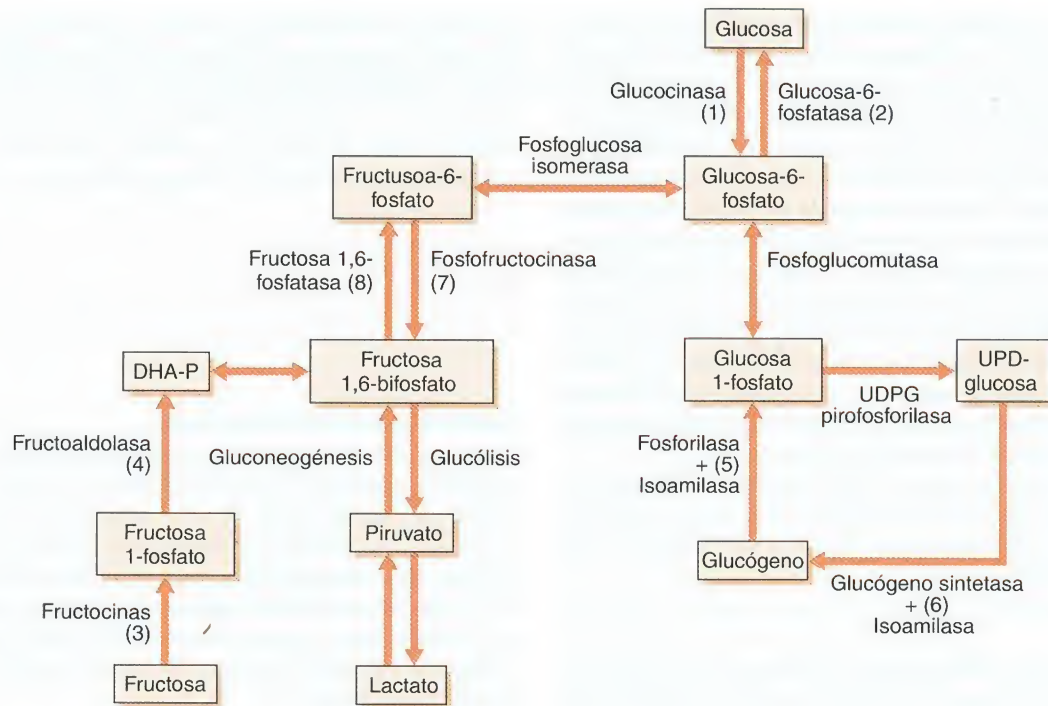 Glucosa
Glucocinasa
(1)
Glucosa-6-
fosfatasa (2)
Fosfoglucosa
isomerasa
Fructusoa-6-
fosfato
Glucosa-6-
fosfato
Fructosa 1,6-
fosfatasa (8)
Fosfofructocinasa
(7)
Fosfoglucomutasa
DHA-P
Fructosa
1,6-bifosfato
Glucosa
1-fosfato
UPD-
glucosa
UDPG
pirofosforilasa
Fructoaldolasa
(4)
Gluconeogénesis
Glucólisis
Fosforilasa
+ (5)
Isoamilasa
Fructosa
1-fosfato
Piruvato
Glucógeno
Glucógeno sintetasa
+ (6)
Isoamilasa
Fructocinas
(3)
Fructosa
Lactato